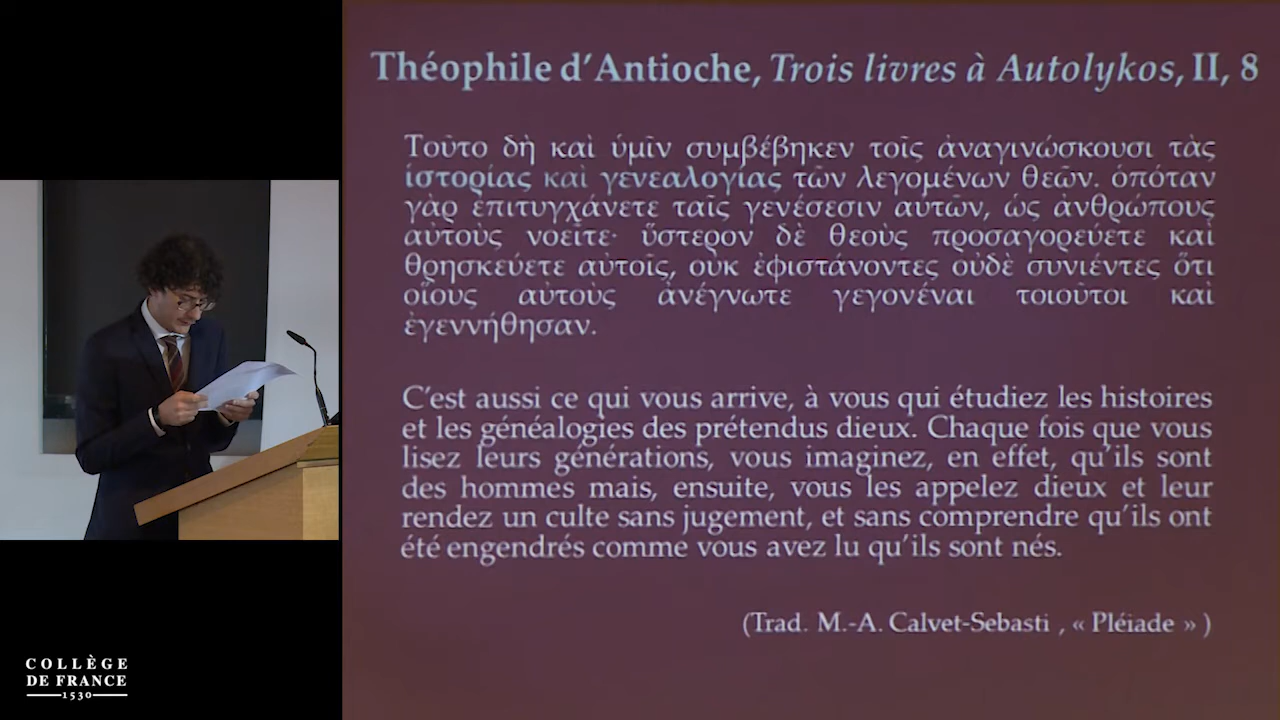 Théophile d’Antioche, Trois livres à Autolykos, II, 8
Τοῦτο δὴ καὶ ὑμῖν συμβέβηκεν τοῖς ἀναγινώσκουσι τὰς
ἱστορίας καὶ γενεαλογίας τῶν λεγομένων θεῶν. ὁπόταν
γὰρ ἐπιτυγχάνετε ταῖς γενέσεσιν αὐτῶν, ὡς ἀνθρώπους
αὐτοὺς νοεῖτε· ὕστερον δὲ θεοὺς προσαγορεύετε καὶ
θρησκεύετε αὐτοῖς, οὐκ ἐφιστάνοντες οὐδὲ συνιέντες ὅτι
οἵους αὐτοὺς ἀνέγνωτε γεγονέναι τοιοῦτοι καὶ
ἐγεννήθησαν.
C’est aussi ce qui vous arrive, à vous qui étudiez les histoires
et les généalogies des prétendus dieux. Chaque fois que vous
lisez leurs générations, vous imaginez, en effet, qu’ils sont
des hommes mais, ensuite, vous les appelez dieux et leur
rendez un culte sans jugement, et sans comprendre qu’ils ont
été engendrés comme vous avez lu qu’ils sont nés.
(Trad. M.-A. Calvet-Sebasti , « Pléiade » )
COLLÈGE
DE FRANCE
1530